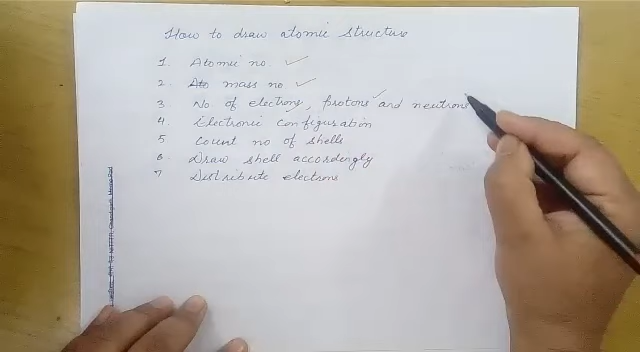 How to draw atomic structure
1. Atomic no. ✓
2. Ato mass no ✓
3. No of electrons, protons ✓ and neutrons
4. Electronic configuration
5 Count no of shells
6. Draw shell accordingly
7 Distribute electrons